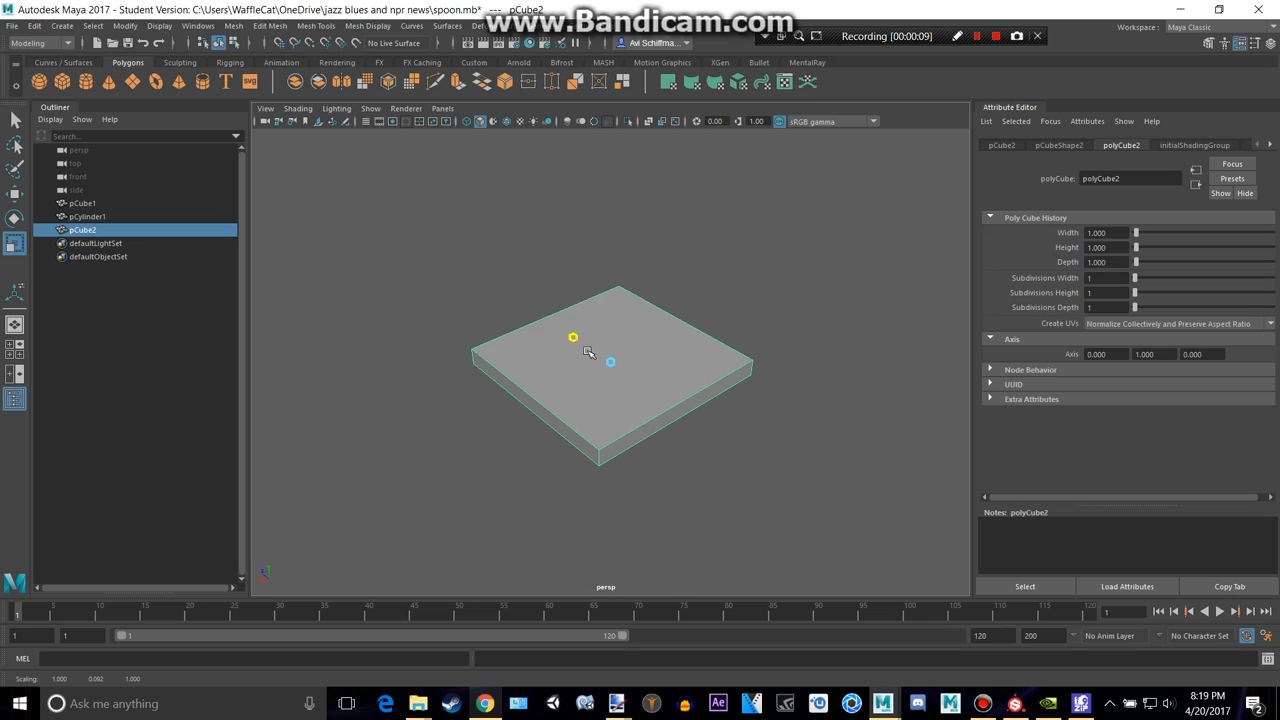 Autodesk Maya 2017 - Student Version: C:\Users\WaffleCat\OneDrive\jazz blues and npr news\spoon.mb* --- pCube2
www.Bandicam.com
Recording [00:00:09]
File Edit Create Select Modify Display Windows Mesh Edit Mesh Mesh Tools Mesh Display Curves
Workspace : Maya Classic
Modeling
No Live Surface
Avi Schiffma...
Curves / Surfaces Polygons Sculpting Rigging Animation Rendering FX FX Caching Custom Arnold Bifrost MASH Motion Graphics XGen Bullet MentalRay
SVG
Outliner
Display Show Help
Search...
persp
top
front
side
pCube1
pCylinder1
pCube2
defaultLightSet
defaultObjectSet
View Shading Lighting Show Renderer Panels
0.00 1.00 sRGB gamma
persp
Attribute Editor
List Selected Focus Attributes Show Help
pCube2 pCubeShape2 polyCube2 initialShadingGroup
polyCube: polyCube2
Focus
Presets
Show Hide
Poly Cube History
Width 1.000
Height 1.000
Depth 1.000
Subdivisions Width 1
Subdivisions Height 1
Subdivisions Depth 1
Create UVs Normalize Collectively and Preserve Aspect Ratio
Axis
Axis 0.000 1.000 0.000
Node Behavior
UUID
Extra Attributes
Notes: polyCube2
Select Load Attributes Copy Tab
1 5 10 15 20 25 30 35 40 45 50 55 60 65 70 75 80 85 90 95 100 105 110 115 120 1
1 1 1 120 120 200 No Anim Layer No Character Set
MEL
Scaling: 1.000 0.092 1.000
Ask me anything
Ae
8:19 PM
4/20/2017